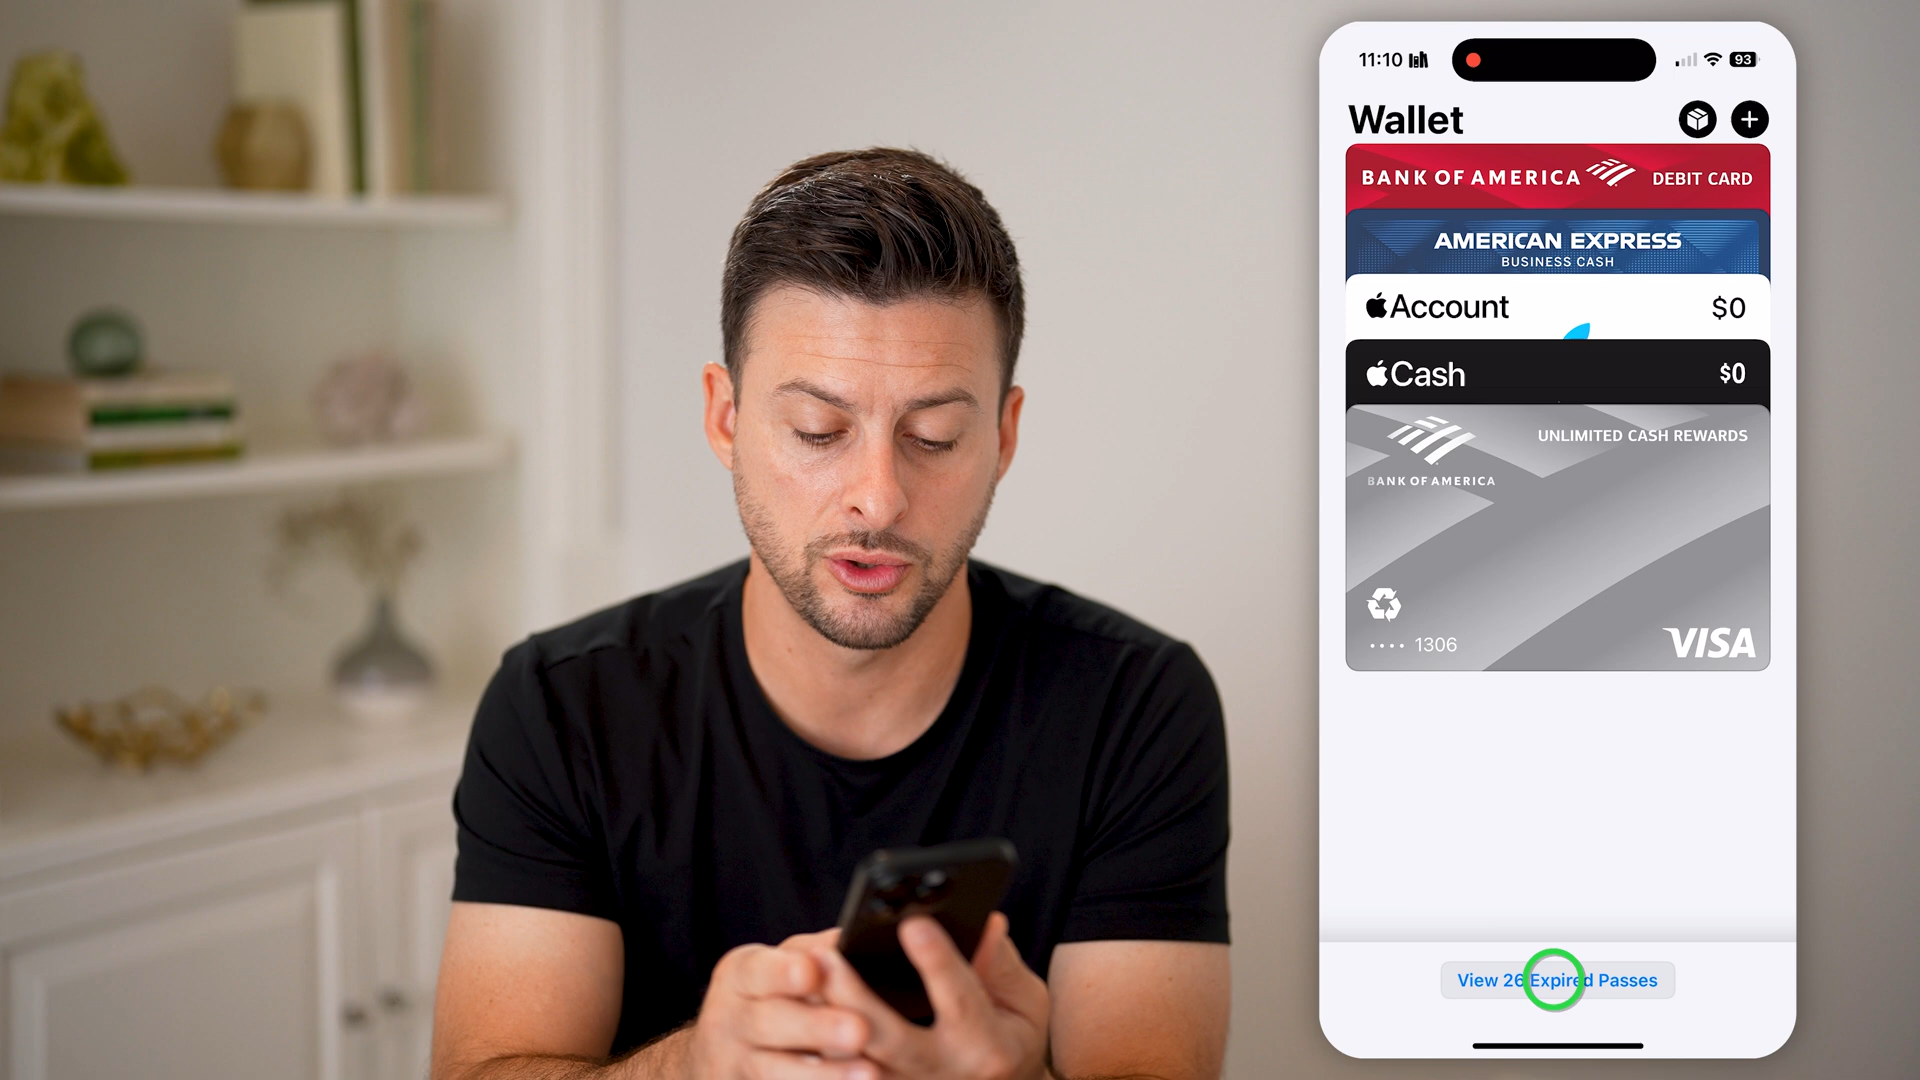 11:10
93
Wallet
BANK OF AMERICA DEBIT CARD
AMERICAN EXPRESS
BUSINESS CASH
Account $0
Cash $0
UNLIMITED CASH REWARDS
BANK OF AMERICA
•••• 1306
VISA
View 26 Expired Passes